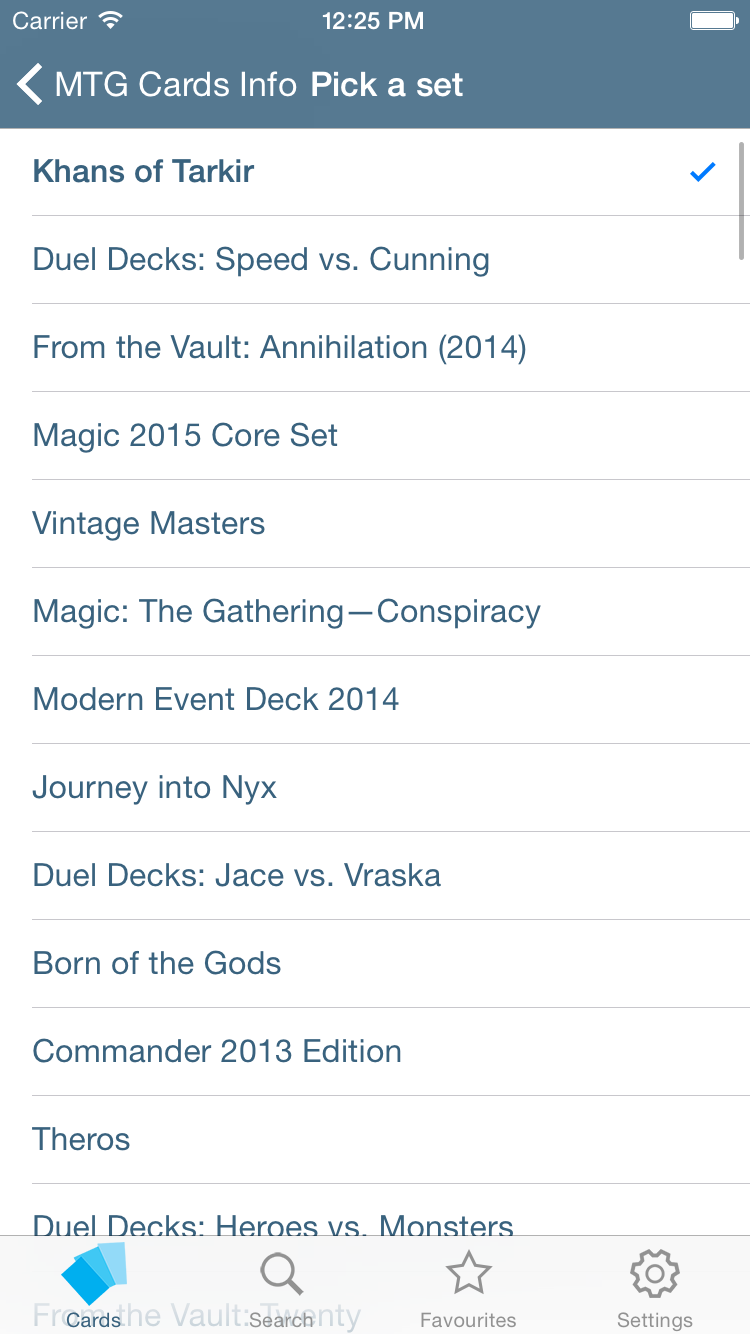 Carrier 12:25 PM
MTG Cards Info Pick a set
Khans of Tarkir
Duel Decks: Speed vs. Cunning
From the Vault: Annihilation (2014)
Magic 2015 Core Set
Vintage Masters
Magic: The Gathering—Conspiracy
Modern Event Deck 2014
Journey into Nyx
Duel Decks: Jace vs. Vraska
Born of the Gods
Commander 2013 Edition
Theros
Duel Decks: Heroes vs. Monsters
From the Vault: Twenty
Cards Search Favourites Settings